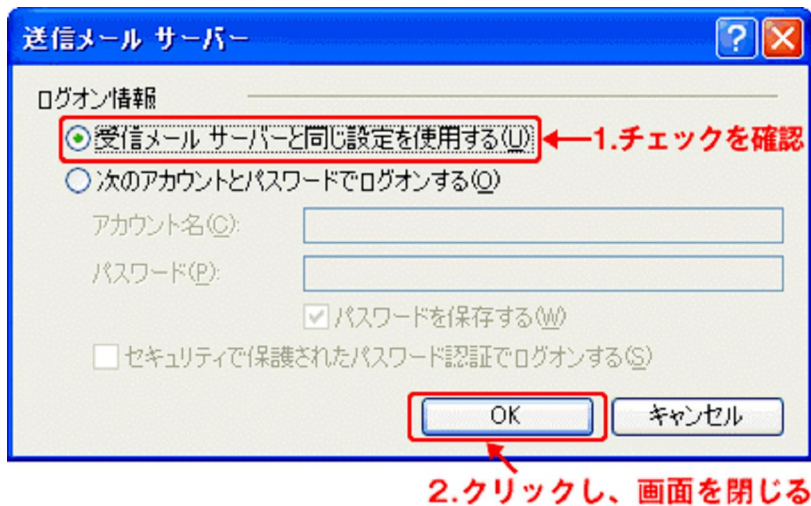 送信メール サーバー
ログオン情報
受信メール サーバーと同じ設定を使用する(U)
1.チェックを確認
次のアカウントとパスワードでログオンする(O)
アカウント名(C):
パスワード(P):
パスワードを保存する(W)
セキュリティで保護されたパスワード認証でログオンする(S)
OK
キャンセル
2.クリックし、画面を閉じる